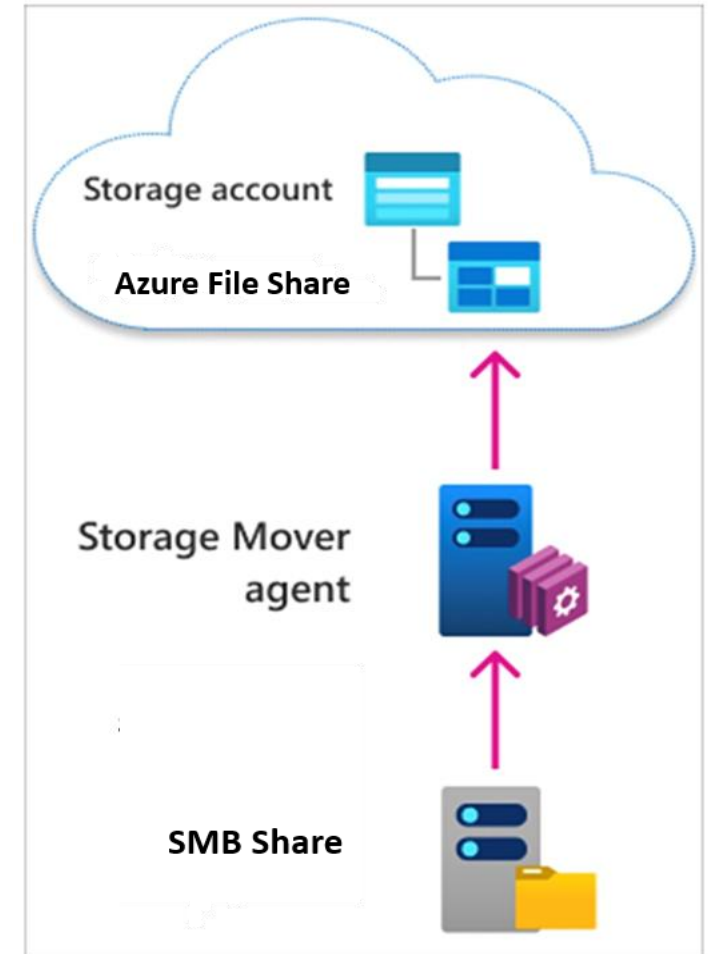 Storage account
Azure File Share
Storage Mover
agent
SMB Share